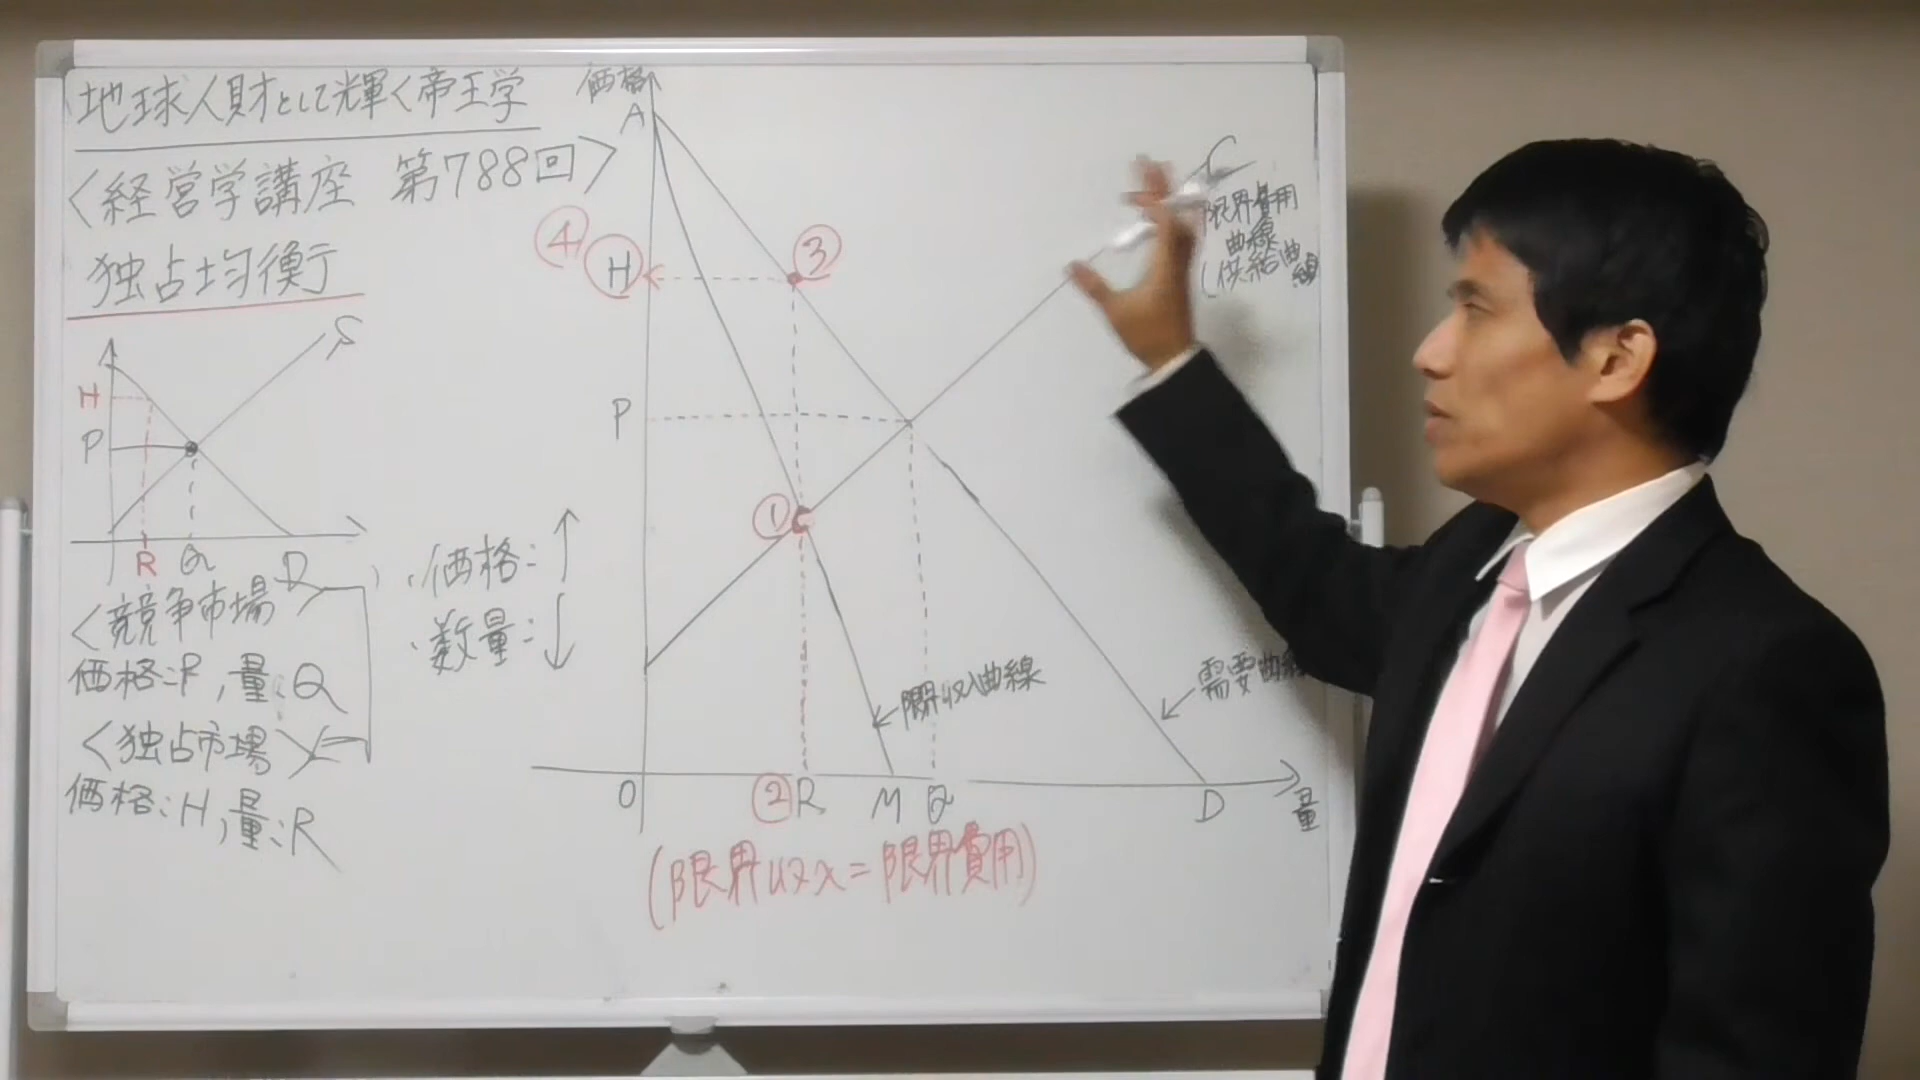 地球人財として輝く帝王学
<経営学講座 第788回>
独占均衡
S
H
P
R Q D
<競争市場>
価格:P,量:Q
<独占市場>
価格:H,量:R
・価格:↑
・数量:↓
価格
A
④ H
③
P
①
C
限界費用
曲線
(供給曲線
限界収入曲線
需要曲線
O ②R M Q D 量
(限界収入=限界費用)